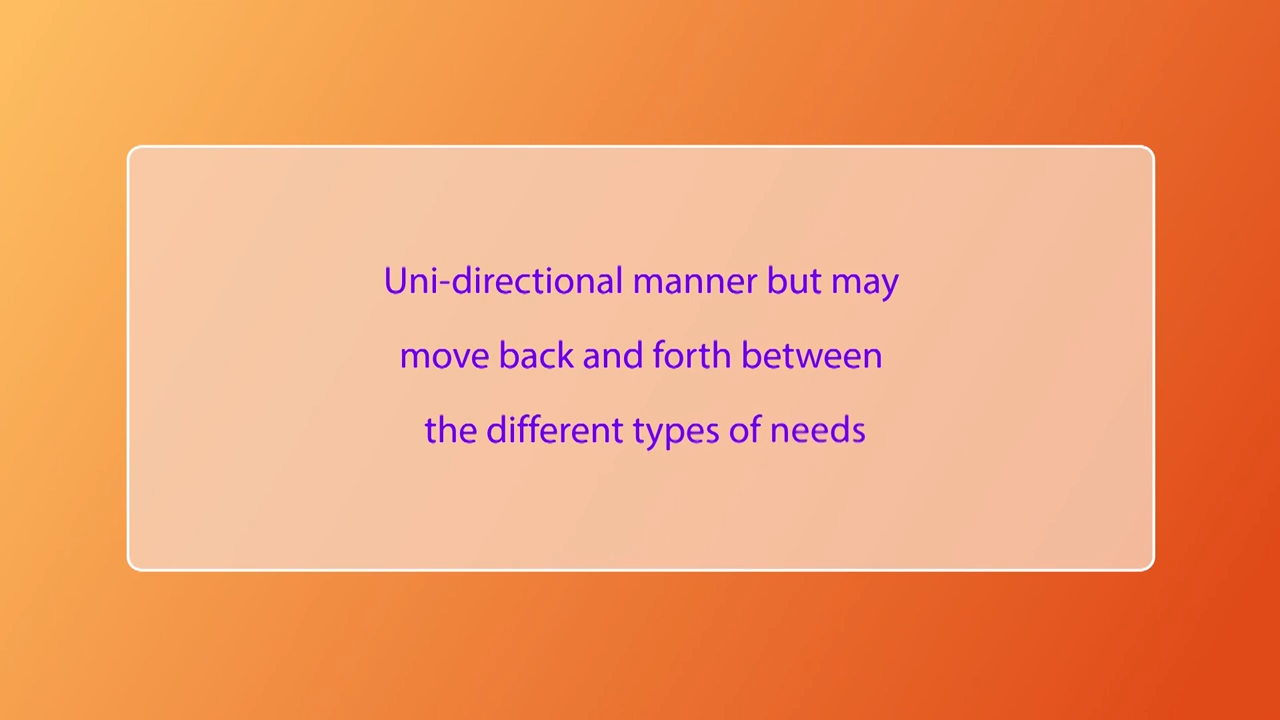 Uni-directional manner but may
move back and forth between
the different types of needs